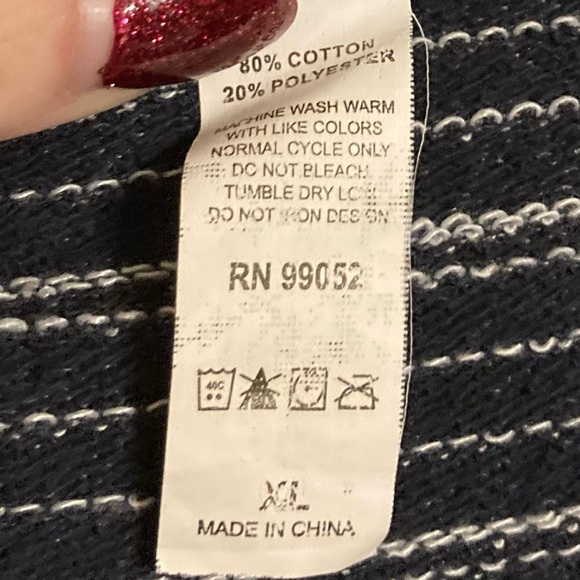 80% COTTON
20% POLYESTER
MACHINE WASH WARM
WITH LIKE COLORS
NORMAL CYCLE ONLY
DO NOT BLEACH
TUMBLE DRY LOW
DO NOT IRON DESIGN
RN 99052
40C
XL
MADE IN CHINA